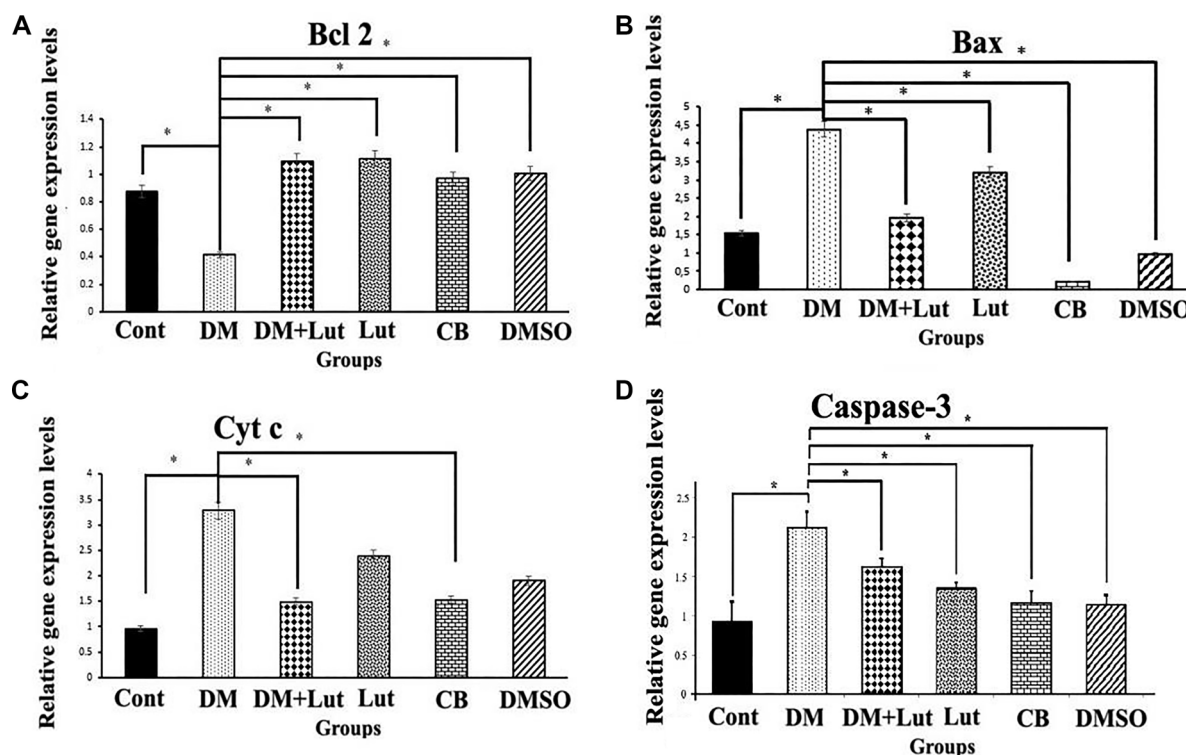 A
Bcl 2
*
*
*
*
*
Relative gene expression levels
1.4
1.2
1
0.8
0.6
0.4
0.2
0
Cont DM DM+Lut Lut CB DMSO
Groups
B
Bax
*
*
*
*
*
Relative gene expression levels
5
4,5
4
3,5
3
2,5
2
1,5
1
0,5
0
Cont DM DM+Lut Lut CB DMSO
Groups
C
Cyt c
*
*
*
Relative gene expression levels
4
3.5
3
2.5
2
1.5
1
0.5
0
Cont DM DM+Lut Lut CB DMSO
Groups
D
Caspase-3
*
*
*
*
*
Relative gene expression levels
2.5
2
1.5
1
0.5
0
Cont DM DM+Lut Lut CB DMSO
Groups